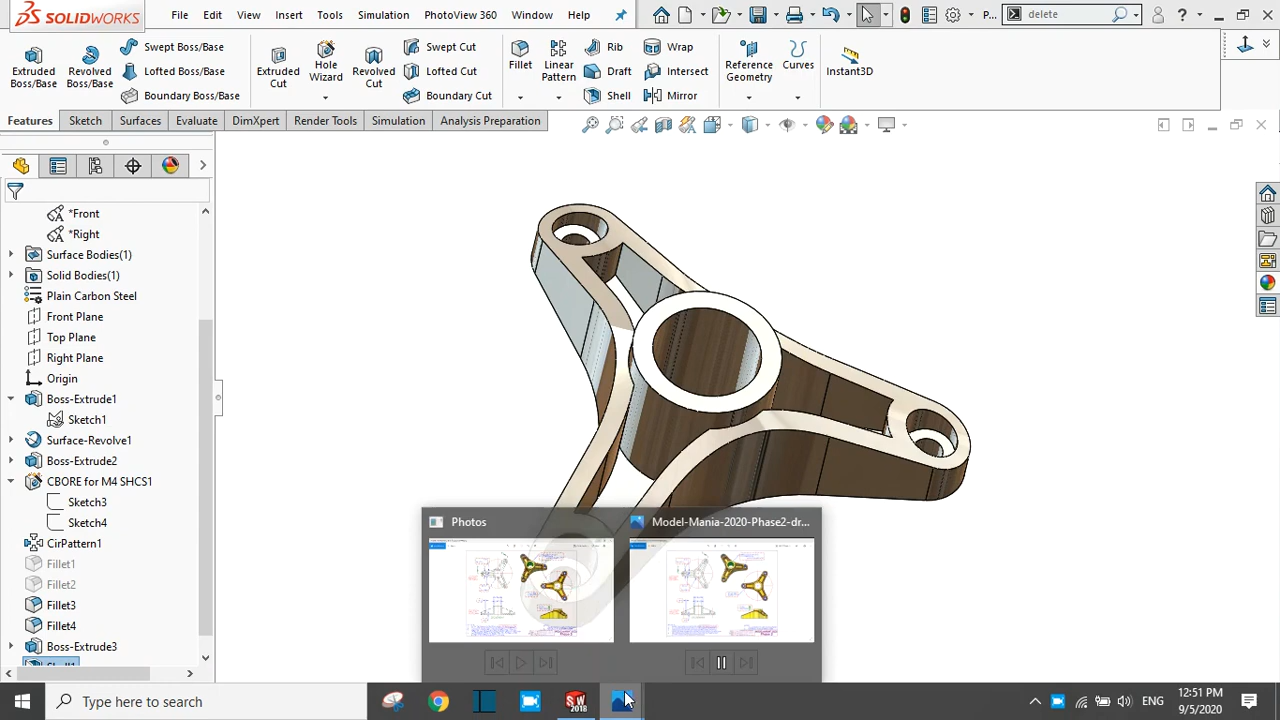 SOLIDWORKS File Edit View Insert Tools Simulation PhotoView 360 Window Help P... delete
Extruded Boss/Base
Revolved Boss/Base
Swept Boss/Base
Lofted Boss/Base
Boundary Boss/Base
Extruded Cut
Hole Wizard
Revolved Cut
Swept Cut
Lofted Cut
Boundary Cut
Fillet
Linear Pattern
Rib
Draft
Shell
Wrap
Intersect
Mirror
Reference Geometry
Curves
Instant3D
Features Sketch Surfaces Evaluate DimXpert Render Tools Simulation Analysis Preparation
*Front
*Right
Surface Bodies(1)
Solid Bodies(1)
Plain Carbon Steel
Front Plane
Top Plane
Right Plane
Origin
Boss-Extrude1
Sketch1
Surface-Revolve1
Boss-Extrude2
CBORE for M4 SHCS1
Sketch3
Sketch4
CirPattern1
Fillet1
Fillet2
Fillet3
Fillet4
Boss-Extrude3
Shell1
Photos
Model-Mania-2020-Phase2-dr...
Type here to search
SW 2018
ENG
12:51 PM
9/5/2020